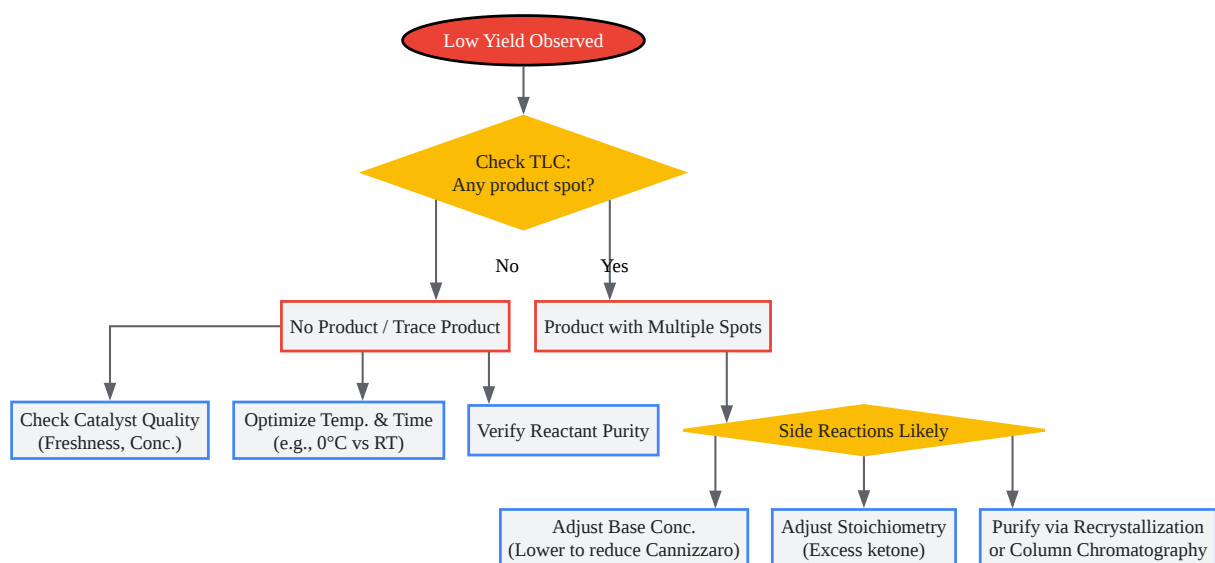 Low Yield Observed
Check TLC:
Any product spot?
No
Yes
No Product / Trace Product
Product with Multiple Spots
Check Catalyst Quality
(Freshness, Conc.)
Optimize Temp. & Time
(e.g., 0°C vs RT)
Verify Reactant Purity
Side Reactions Likely
Adjust Base Conc.
(Lower to reduce Cannizzaro)
Adjust Stoichiometry
(Excess ketone)
Purify via Recrystallization
or Column Chromatography